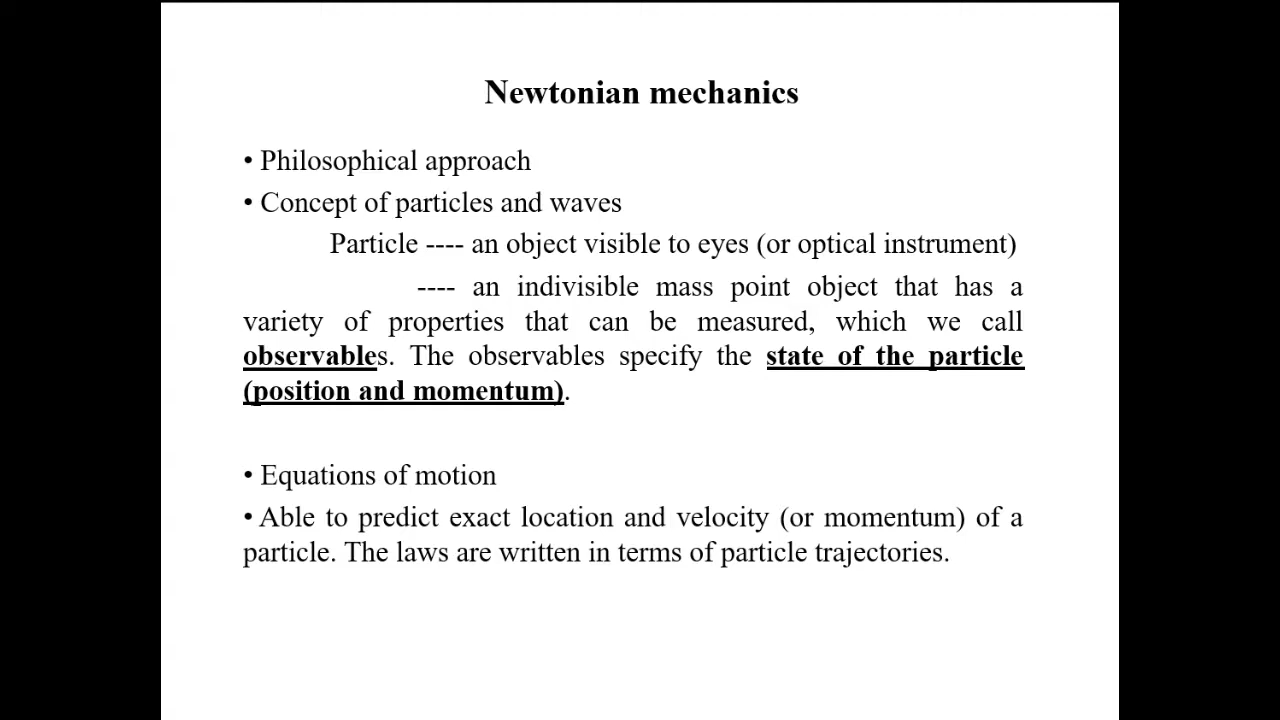 Newtonian mechanics
• Philosophical approach
• Concept of particles and waves
Particle ---- an object visible to eyes (or optical instrument)
---- an indivisible mass point object that has a
variety of properties that can be measured, which we call
observables. The observables specify the state of the particle
(position and momentum).
• Equations of motion
• Able to predict exact location and velocity (or momentum) of a
particle. The laws are written in terms of particle trajectories.